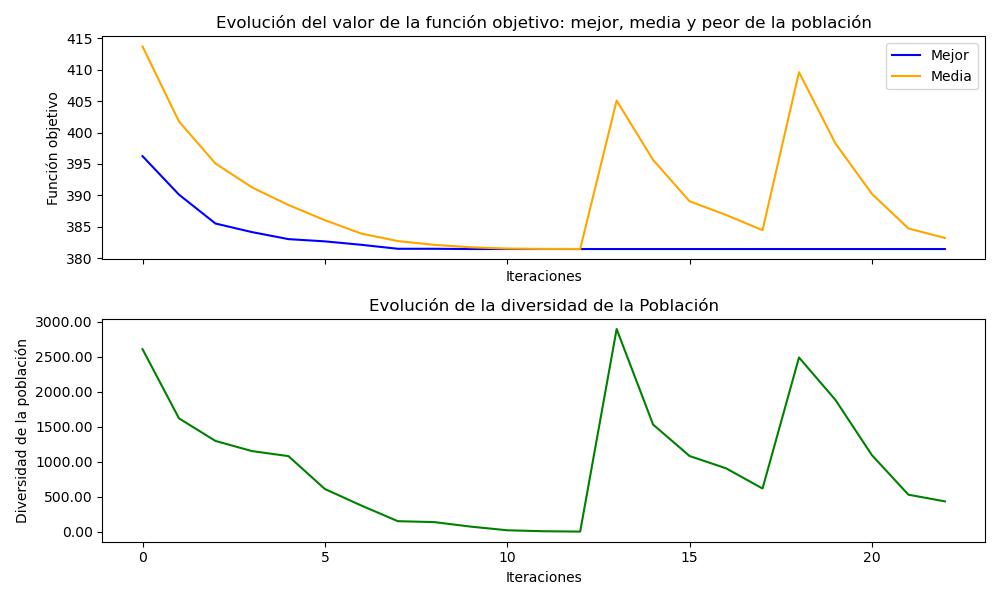 Evolución del valor de la función objetivo: mejor, media y peor de la población
415
410
405
400
395
390
385
380
Función objetivo
Mejor
Media
Iteraciones
Evolución de la diversidad de la Población
3000.00
2500.00
2000.00
1500.00
1000.00
500.00
0.00
Diversidad de la población
0 5 10 15 20
Iteraciones